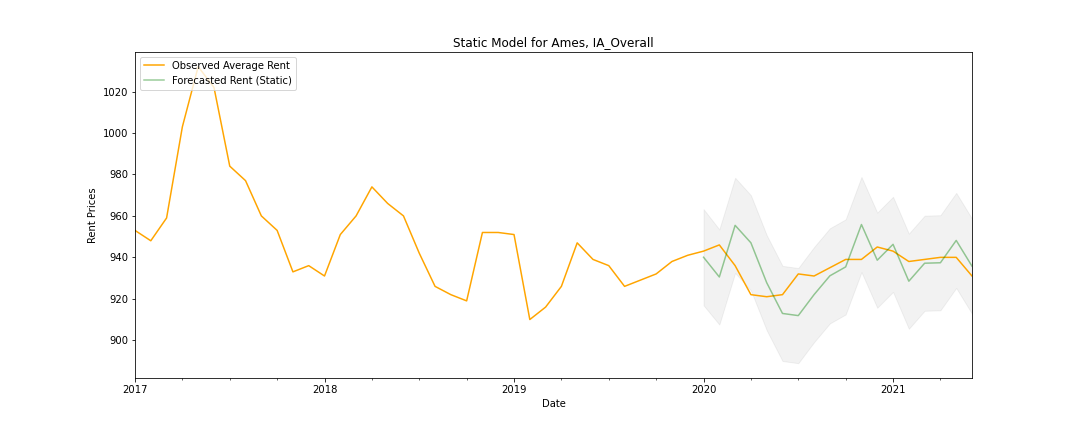 Static Model for Ames, IA_Overall
Observed Average Rent
Forecasted Rent (Static)
Rent Prices
1020
1000
980
960
940
920
900
2017
2018
2019
2020
2021
Date